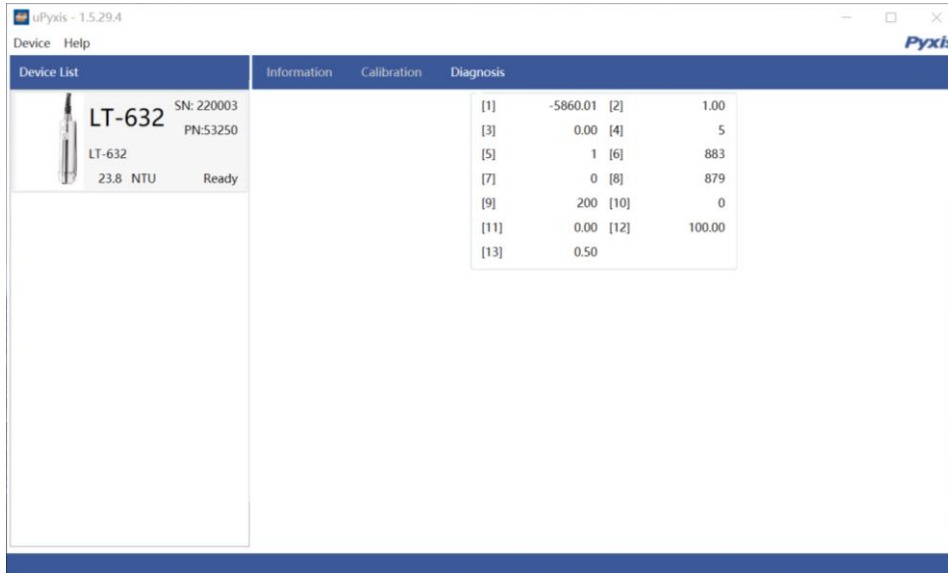 uPyxis - 1.5.29.4
Device Help
Pyxis
Device List
Information Calibration Diagnosis
LT-632 SN: 220003
PN:53250
LT-632
23.8 NTU Ready
[1] -5860.01 [2] 1.00
[3] 0.00 [4] 5
[5] 1 [6] 883
[7] 0 [8] 879
[9] 200 [10] 0
[11] 0.00 [12] 100.00
[13] 0.50